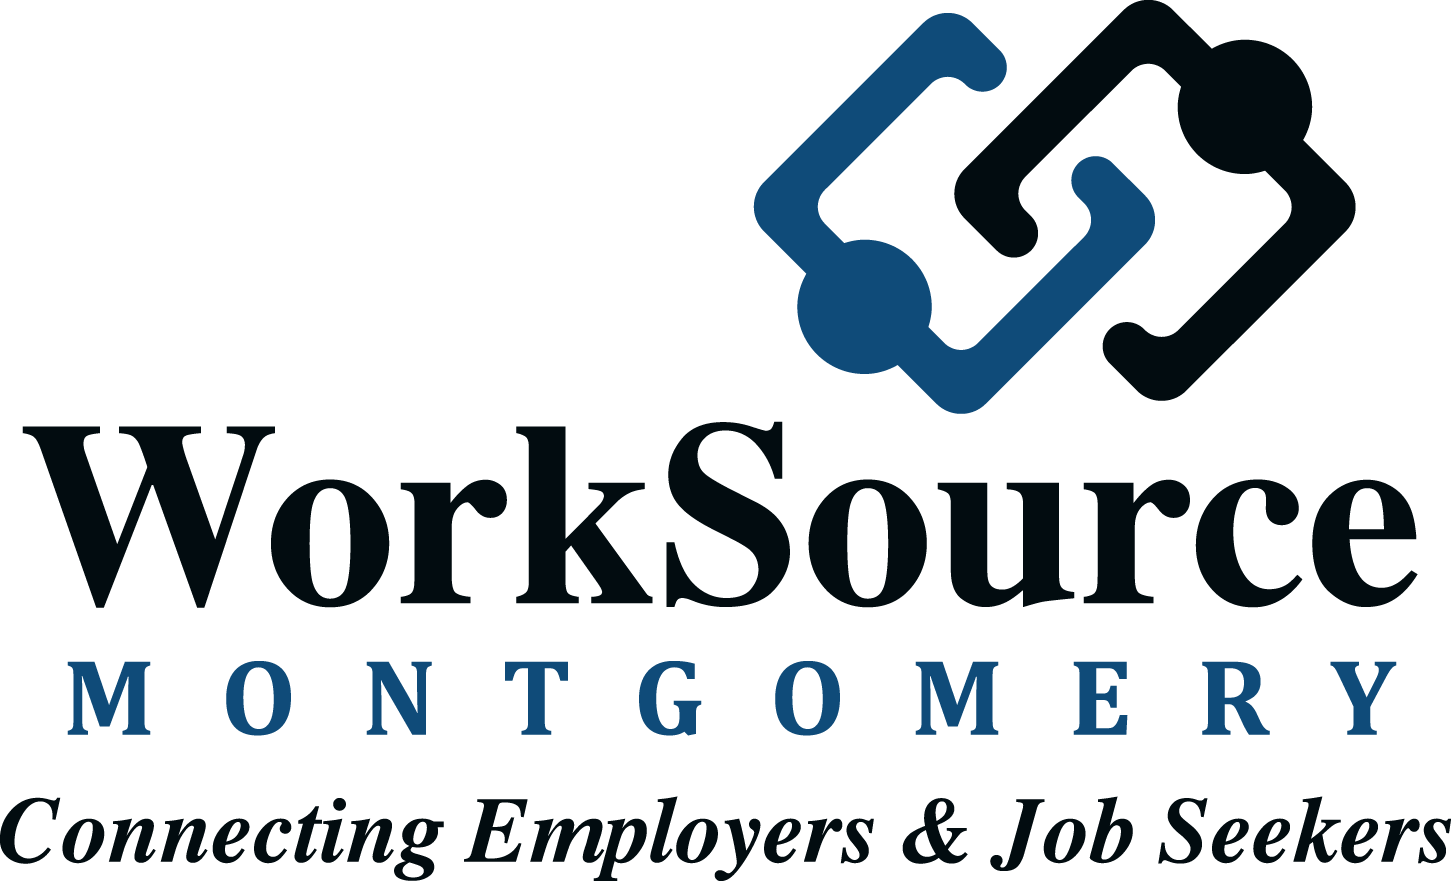 WorkSource
MONTGOMERY
Connecting Employers & Job Seekers